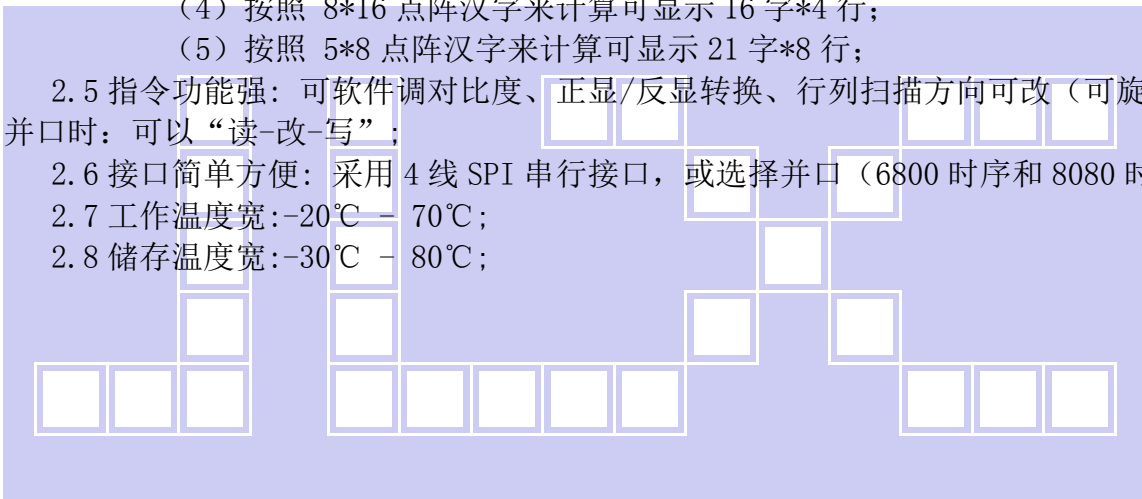 （4）按照 8*16 点阵汉字来计算可显示 16 字*4 行；
（5）按照 5*8 点阵汉字来计算可显示 21 字*8 行；
2.5 指令功能强: 可软件调对比度、正显/反显转换、行列扫描方向可改（可旋
并口时: 可以“读-改-写”;
2.6 接口简单方便: 采用 4 线 SPI 串行接口，或选择并口（6800 时序和 8080 时
2.7 工作温度宽:-20℃ - 70℃;
2.8 储存温度宽:-30℃ - 80℃;